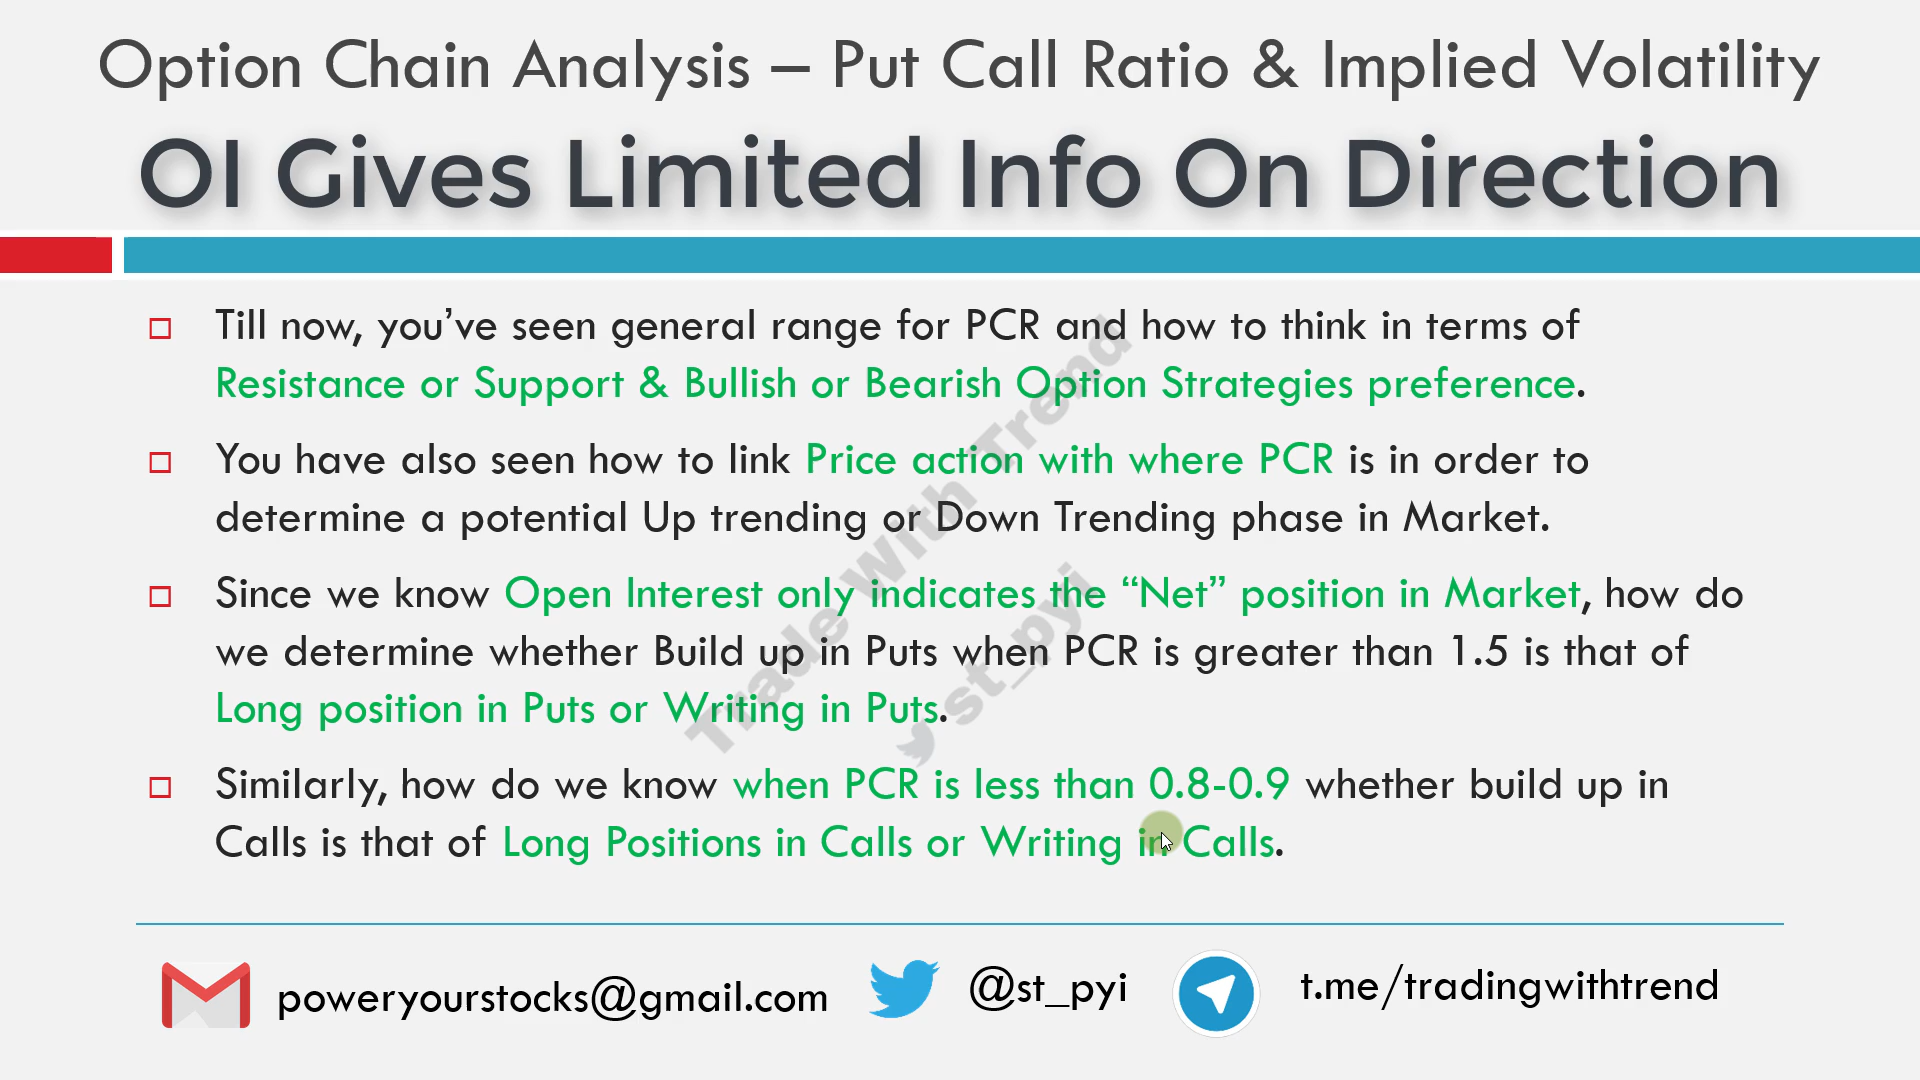 Option Chain Analysis – Put Call Ratio & Implied Volatility
OI Gives Limited Info On Direction
Till now, you’ve seen general range for PCR and how to think in terms of
Resistance or Support & Bullish or Bearish Option Strategies preference.
You have also seen how to link Price action with where PCR is in order to
determine a potential Up trending or Down Trending phase in Market.
Since we know Open Interest only indicates the “Net” position in Market, how do
we determine whether Build up in Puts when PCR is greater than 1.5 is that of
Long position in Puts or Writing in Puts.
Similarly, how do we know when PCR is less than 0.8-0.9 whether build up in
Calls is that of Long Positions in Calls or Writing in Calls.
Trade With Trend
st_pyi
poweryourstocks@gmail.com
@st_pyi
t.me/tradingwithtrend